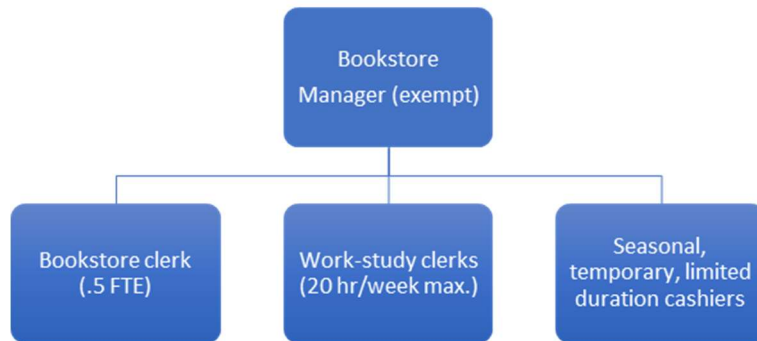 Bookstore
Manager (exempt)
Bookstore clerk
(.5 FTE)
Work-study clerks
(20 hr/week max.)
Seasonal,
temporary, limited
duration cashiers